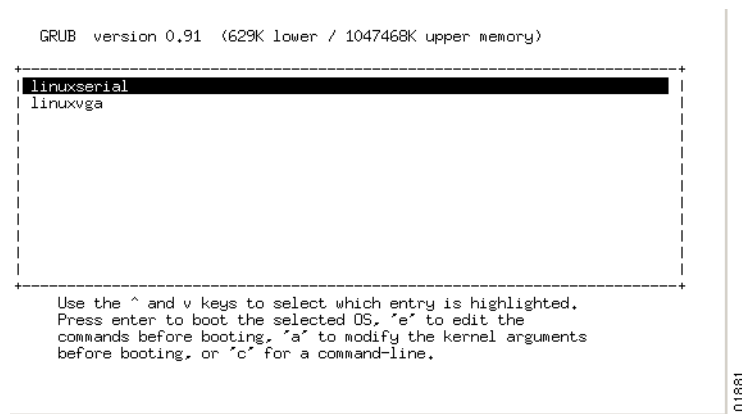 GRUB  version 0.91  (629K lower / 1047468K upper memory)
linuxserial
linuxvga
Use the ^ and v keys to select which entry is highlighted.
Press enter to boot the selected OS, 'e' to edit the
commands before booting, 'a' to modify the kernel arguments
before booting, or 'c' for a command-line.
01881